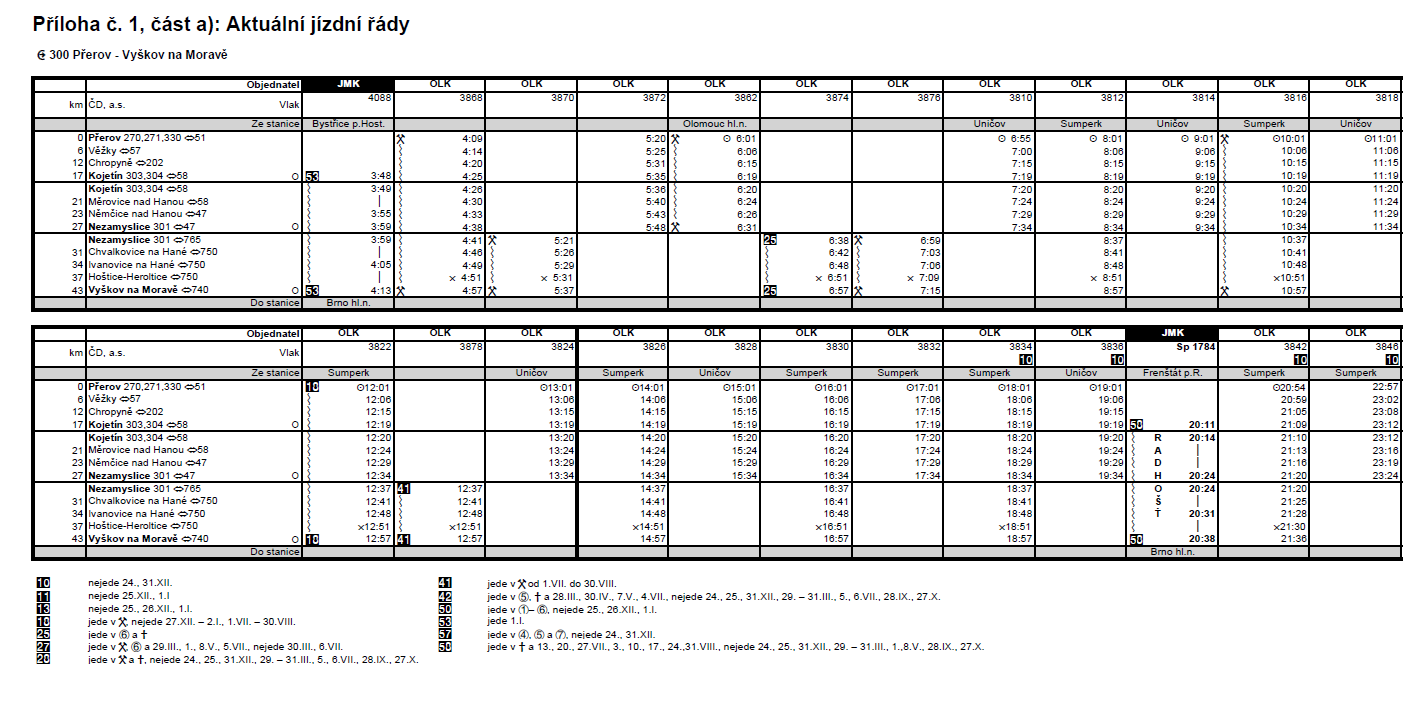 Příloha č. 1, část a): Aktuální jízdní řády
300 Přerov - Vyškov na Moravě
Objednatel JMK OLK OLK OLK OLK OLK OLK OLK OLK OLK OLK OLK
km ČD, a.s. Vlak 4088 3868 3870 3872 3862 3874 3876 3810 3812 3814 3816 3818
Ze stanice Bystřice p.Host. Olomouc hl.n. Uničov Šumperk Uničov Šumperk Uničov
0 Přerov 270,271,330 ⇔51 ⚒ 4:09 5:20 ⚒ ⊙ 6:01 ⊙ 6:55 ⊙ 8:01 ⊙ 9:01 ⚒ ⊙10:01 ⊙11:01
6 Věžky ⇔57 4:14 5:25 6:06 7:00 8:06 9:06 10:06 11:06
12 Chropyně ⇔202 4:20 5:31 6:15 7:15 8:15 9:15 10:15 11:15
17 Kojetín 303,304 ⇔58 O 53 3:48 4:25 5:35 6:19 7:19 8:19 9:19 10:19 11:19
Kojetín 303,304 ⇔58 3:49 4:26 5:36 6:20 7:20 8:20 9:20 10:20 11:20
21 Měrovice nad Hanou ⇔58 | 4:30 5:40 6:24 7:24 8:24 9:24 10:24 11:24
23 Němčice nad Hanou ⇔47 3:55 4:33 5:43 6:26 7:29 8:29 9:29 10:29 11:29
27 Nezamyslice 301 ⇔47 O 3:59 4:38 5:48 ⚒ 6:31 7:34 8:34 9:34 10:34 11:34
Nezamyslice 301 ⇔765 3:59 4:41 ⚒ 5:21 25 6:38 ⚒ 6:59 8:37 10:37
31 Chvalkovice na Hané ⇔750 | 4:46 5:26 6:42 7:03 8:41 10:41
34 Ivanovice na Hané ⇔750 4:05 4:49 5:29 6:48 7:06 8:48 10:48
37 Hoštice-Heroltice ⇔750 | × 4:51 × 5:31 × 6:51 × 7:09 × 8:51 ×10:51
43 Vyškov na Moravě ⇔740 O 53 4:13 ⚒ 4:57 ⚒ 5:37 25 6:57 ⚒ 7:15 8:57 ⚒ 10:57
Do stanice Brno hl.n.
Objednatel OLK OLK OLK OLK OLK OLK OLK OLK OLK JMK OLK OLK
km ČD, a.s. Vlak 3822 3878 3824 3826 3828 3830 3832 3834 3836 Sp 1784 3842 3846
10 10 10 10
Ze stanice Šumperk Uničov Šumperk Uničov Šumperk Šumperk Šumperk Uničov Frenštát p.R. Šumperk Šumperk
0 Přerov 270,271,330 ⇔51 10 ⊙12:01 ⊙13:01 ⊙14:01 ⊙15:01 ⊙16:01 ⊙17:01 ⊙18:01 ⊙19:01 ⊙20:54 22:57
6 Věžky ⇔57 12:06 13:06 14:06 15:06 16:06 17:06 18:06 19:06 20:59 23:02
12 Chropyně ⇔202 12:15 13:15 14:15 15:15 16:15 17:15 18:15 19:15 21:05 23:08
17 Kojetín 303,304 ⇔58 O 12:19 13:19 14:19 15:19 16:19 17:19 18:19 19:19 50 20:11 21:09 23:12
Kojetín 303,304 ⇔58 12:20 13:20 14:20 15:20 16:20 17:20 18:20 19:20 R 20:14 21:10 23:12
21 Měrovice nad Hanou ⇔58 12:24 13:24 14:24 15:24 16:24 17:24 18:24 19:24 A | 21:13 23:16
23 Němčice nad Hanou ⇔47 12:29 13:29 14:29 15:29 16:29 17:29 18:29 19:29 D | 21:16 23:19
27 Nezamyslice 301 ⇔47 O 12:34 13:34 14:34 15:34 16:34 17:34 18:34 19:34 H 20:24 21:20 23:24
Nezamyslice 301 ⇔765 12:37 41 12:37 14:37 16:37 18:37 O 20:24 21:20
31 Chvalkovice na Hané ⇔750 12:41 12:41 14:41 16:41 18:41 Š | 21:25
34 Ivanovice na Hané ⇔750 12:48 12:48 14:48 16:48 18:48 Ť 20:31 21:28
37 Hoštice-Heroltice ⇔750 ×12:51 ×12:51 ×14:51 ×16:51 ×18:51 | ×21:30
43 Vyškov na Moravě ⇔740 O 10 12:57 41 12:57 14:57 16:57 18:57 50 20:38 21:36
Do stanice Brno hl.n.
10 nejede 24., 31.XII. 41 jede v ⚒ od 1.VII. do 30.VIII.
11 nejede 25.XII., 1.I 42 jede v ⑤, † a 28.III., 30.IV., 7.V., 4.VII., nejede 24., 25., 31.XII., 29. – 31.III., 5., 6.VII., 28.IX., 27.X.
13 nejede 25., 26.XII., 1.I. 50 jede v ①– ⑥, nejede 25., 26.XII., 1.I.
10 jede v ⚒, nejede 27.XII. – 2.I., 1.VII. – 30.VIII. 53 jede 1.I.
25 jede v ⑥ a † 57 jede v ④, ⑤ a ⑦, nejede 24., 31.XII.
27 jede v ⚒, ⑥ a 29.III., 1., 8.V., 5.VII., nejede 30.III., 6.VII. 50 jede v † a 13., 20., 27.VII., 3., 10., 17., 24.,31.VIII., nejede 24., 25., 31.XII., 29. – 31.III., 1.,8.V., 28.IX., 27.X.
20 jede v ⚒ a †, nejede 24., 25., 31.XII., 29. – 31.III., 5., 6.VII., 28.IX., 27.X.